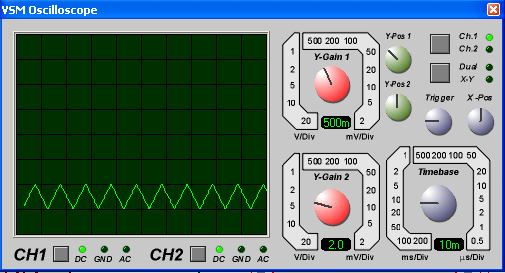 VSM Oscilloscope
500 200 100
1
2
5
10
20
50
20
10
5
2
Y-Gain 1
500m
V/Div
mV/Div
Y-Pos 1
Y-Pos 2
Ch.1
Ch.2
Dual
X-Y
Trigger
X-Pos
500 200 100
1
2
5
10
20
50
20
10
5
2
Y-Gain 2
2.0
V/Div
mV/Div
500 200 100 50
1
2
5
10
20
50
100 200
20
10
5
2
1
0.5
Timebase
10m
ms/Div
µs/Div
CH1
DC
GND
AC
CH2
DC
GND
AC